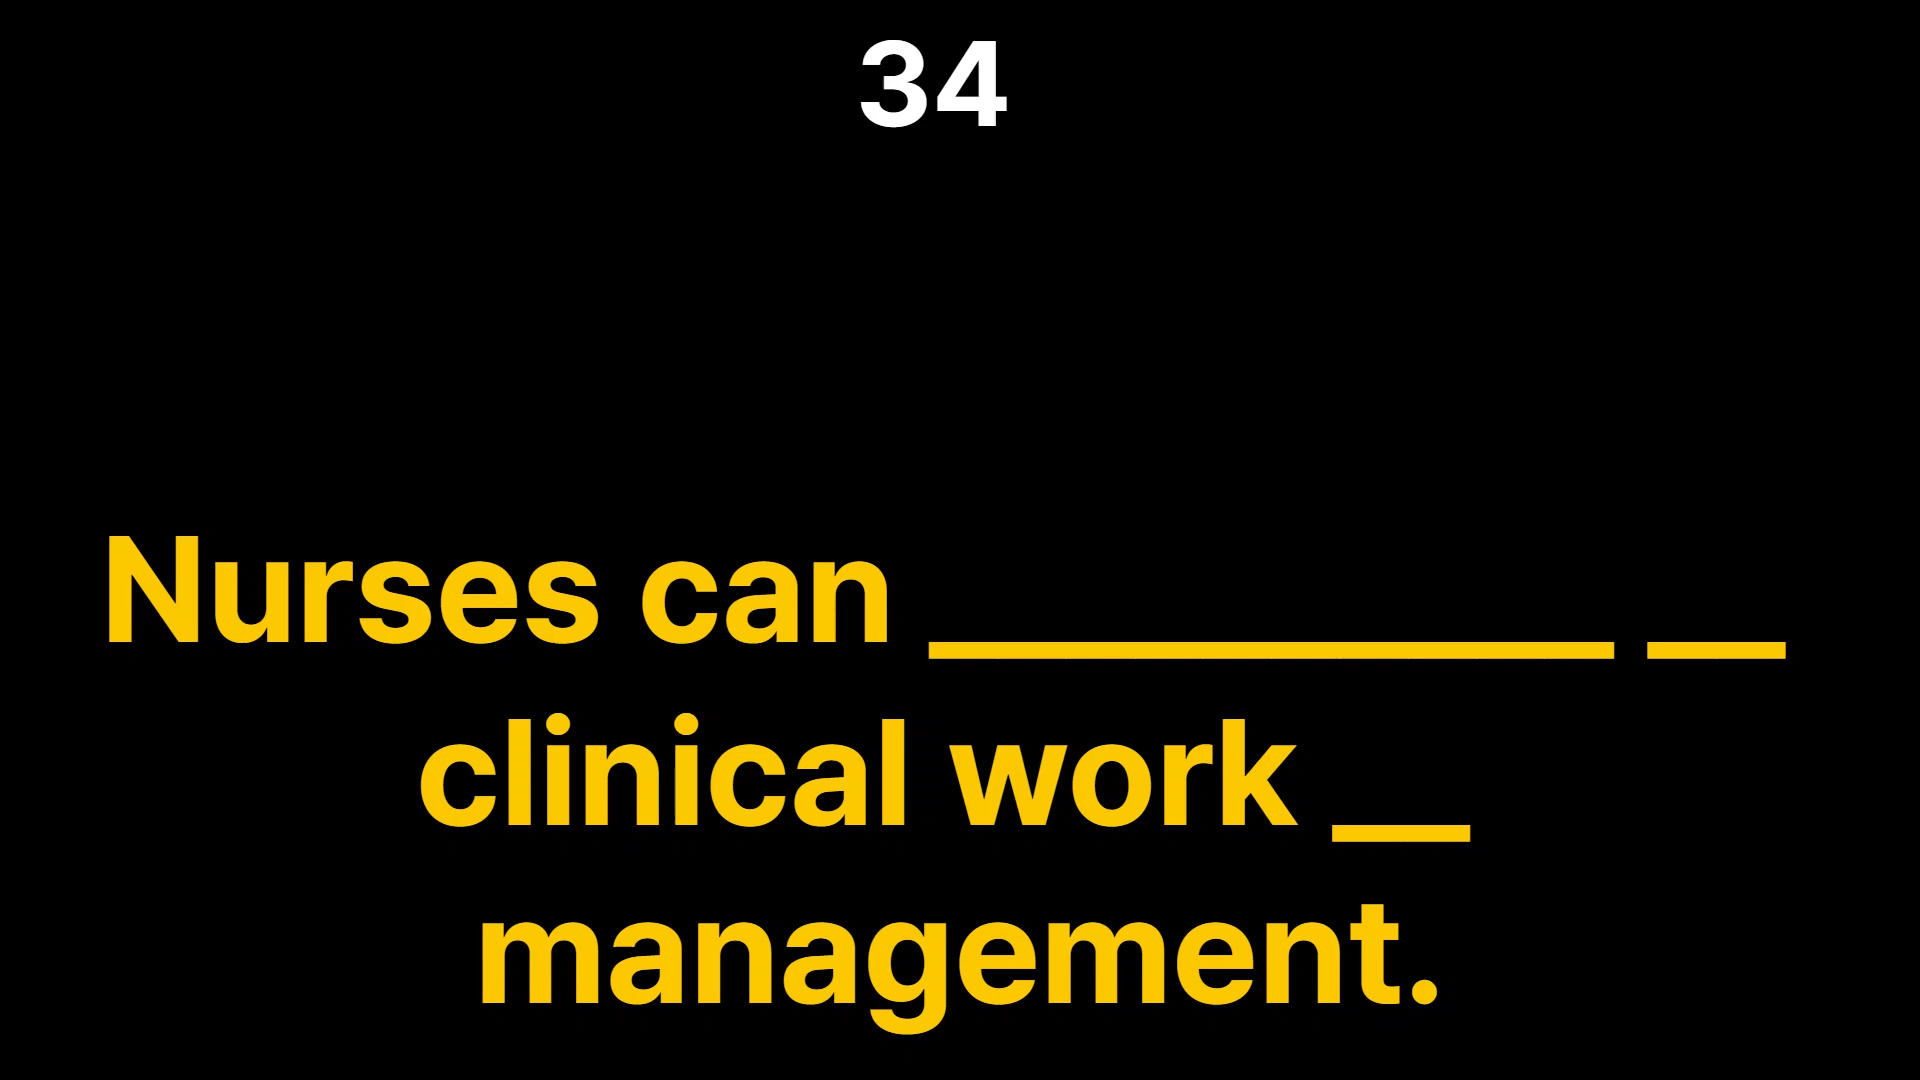 34
Nurses can __________ __
clinical work __
management.